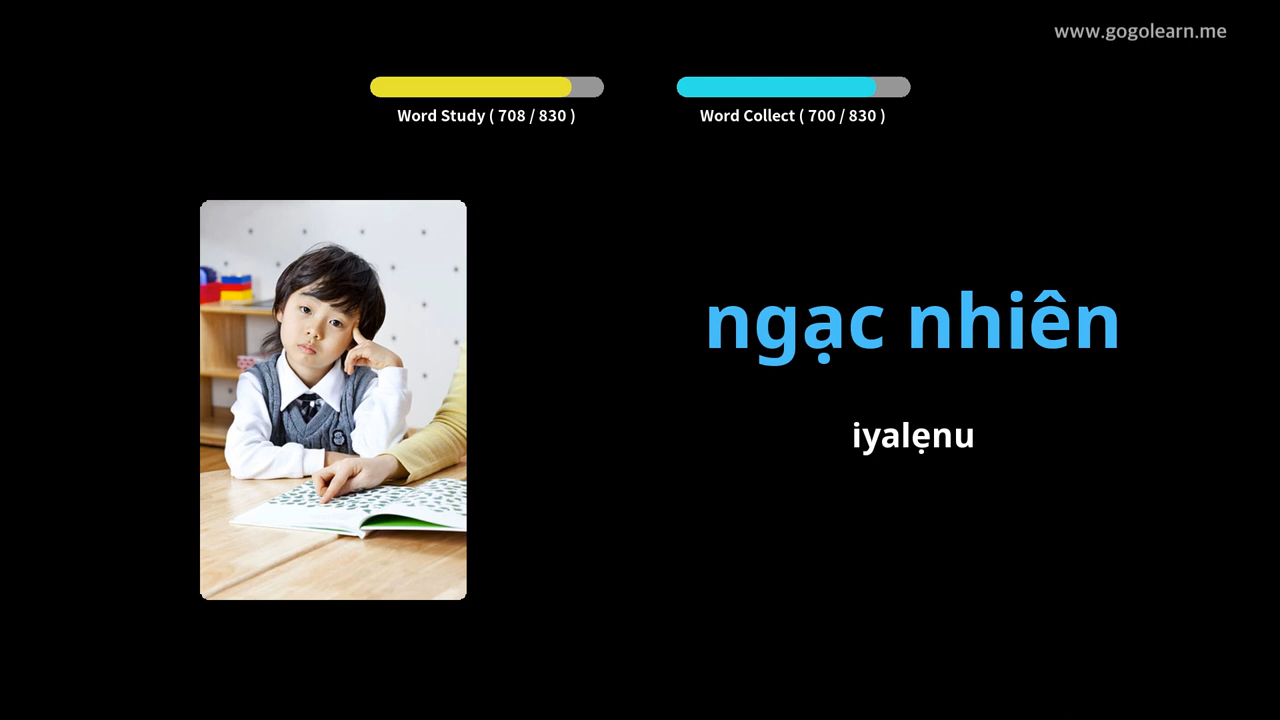 www.gogolearn.me
Word Study ( 708 / 830 )
Word Collect ( 700 / 830 )
ngạc nhiên
iyalẹnu